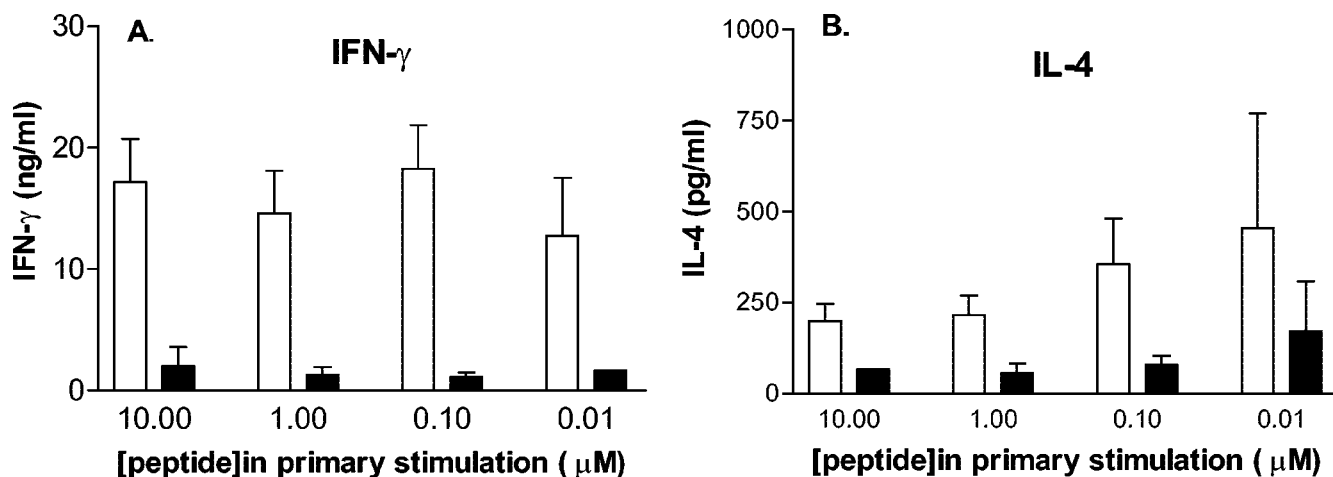 A.
IFN-γ
IFN-γ (ng/ml)
30
20
10
0
10.00 1.00 0.10 0.01
[peptide]in primary stimulation ( μM)
B.
IL-4
IL-4 (pg/ml)
1000
750
500
250
0
10.00 1.00 0.10 0.01
[peptide]in primary stimulation ( μM)